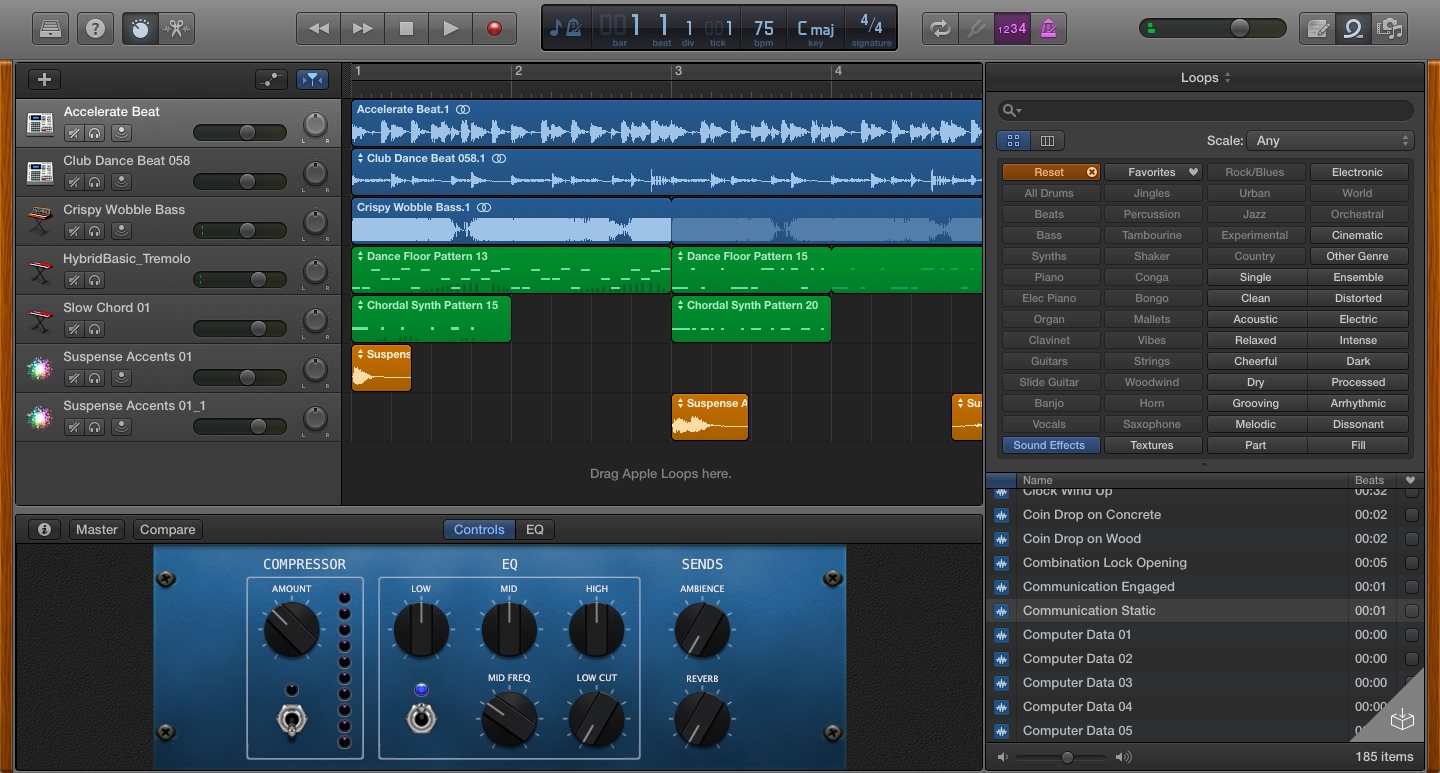 1234
001 1 1 001 75 C maj 4/4
bar beat div tick bpm key signature
1 2 3 4
Accelerate Beat
L R
Club Dance Beat 058
L R
Crispy Wobble Bass
L R
HybridBasic_Tremolo
L R
Slow Chord 01
L R
Suspense Accents 01
L R
Suspense Accents 01_1
L R
Accelerate Beat.1
Club Dance Beat 058.1
Crispy Wobble Bass.1
Dance Floor Pattern 13
Dance Floor Pattern 15
Chordal Synth Pattern 15
Chordal Synth Pattern 20
Suspens
Suspense A
Sus
Drag Apple Loops here.
Master
Compare
Controls
EQ
COMPRESSOR
EQ
SENDS
AMOUNT
LOW
MID
HIGH
AMBIENCE
MID FREQ
LOW CUT
REVERB
Loops
Scale: Any
Reset Favorites Rock/Blues Electronic
All Drums Jingles Urban World
Beats Percussion Jazz Orchestral
Bass Tambourine Experimental Cinematic
Synths Shaker Country Other Genre
Piano Conga Single Ensemble
Elec Piano Bongo Clean Distorted
Organ Mallets Acoustic Electric
Clavinet Vibes Relaxed Intense
Guitars Strings Cheerful Dark
Slide Guitar Woodwind Dry Processed
Banjo Horn Grooving Arrhythmic
Vocals Saxophone Melodic Dissonant
Sound Effects Textures Part Fill
Name Beats
Clock Wind Up 00:32
Coin Drop on Concrete 00:02
Coin Drop on Wood 00:02
Combination Lock Opening 00:05
Communication Engaged 00:01
Communication Static 00:01
Computer Data 01 00:00
Computer Data 02 00:00
Computer Data 03 00:00
Computer Data 04 00:00
Computer Data 05
185 items